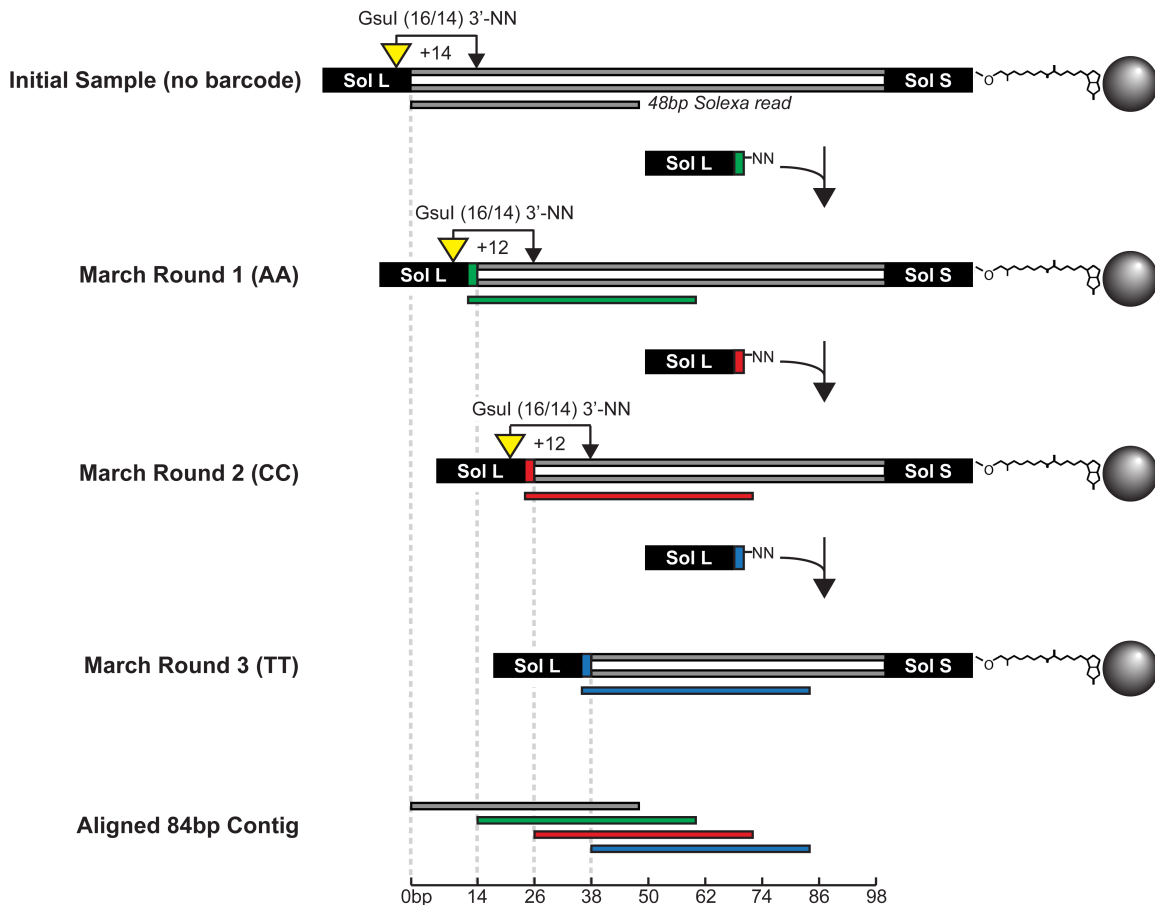 GsuI (16/14) 3'-NN
+14
Initial Sample (no barcode)
Sol L
Sol S
O
48bp Solexa read
Sol L
NN
GsuI (16/14) 3'-NN
+12
March Round 1 (AA)
Sol L
Sol S
O
Sol L
NN
GsuI (16/14) 3'-NN
+12
March Round 2 (CC)
Sol L
Sol S
O
Sol L
NN
March Round 3 (TT)
Sol L
Sol S
O
Aligned 84bp Contig
0bp 14 26 38 50 62 74 86 98